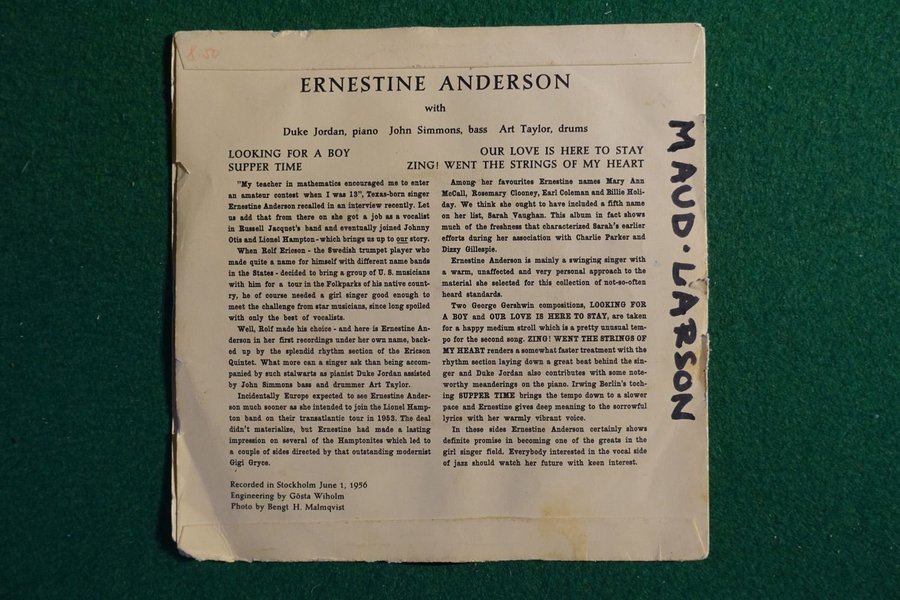 8:50
ERNESTINE ANDERSON
with
Duke Jordan, piano John Simmons, bass Art Taylor, drums
LOOKING FOR A BOY
SUPPER TIME
OUR LOVE IS HERE TO STAY
ZING! WENT THE STRINGS OF MY HEART
"My teacher in mathematics encouraged me to enter
an amateur contest when I was 13", Texas-born singer
Ernestine Anderson recalled in an interview recently. Let
us add that from there on she got a job as a vocalist
in Russell Jacquet's band and eventually joined Johnny
Otis and Lionel Hampton - which brings us up to our story.
When Rolf Ericson - the Swedish trumpet player who
made quite a name for himself with different name bands
in the States - decided to bring a group of U. S. musicians
with him for a tour in the Folkparks of his native count-
ry, he of course needed a girl singer good enough to
meet the challenge from star musicians, since long spoiled
with only the best of vocalists.
Well, Rolf made his choice - and here is Ernestine An-
derson in her first recordings under her own name, back-
ed up by the splendid rhythm section of the Ericson
Quintet. What more can a singer ask than being accom-
panied by such stalwarts as pianist Duke Jordan assisted
by John Simmons bass and drummer Art Taylor.
Incidentally Europe expected to see Ernestine Ander-
son much sooner as she intended to join the Lionel Hamp-
ton band on their transatlantic tour in 1953. The deal
didn't materialize, but Ernestine had made a lasting
impression on several of the Hamptonites which led to
a couple of sides directed by that outstanding modernist
Gigi Gryce.
Among her favourites Ernestine names Mary Ann
McCall, Rosemary Clooney, Earl Coleman and Billie Holi-
day. We think she ought to have included a fifth name
on her list, Sarah Vaughan. This album in fact shows
much of the freshness that characterized Sarah's earlier
efforts during her association with Charlie Parker and
Dizzy Gillespie.
Ernestine Anderson is mainly a swinging singer with
a warm, unaffected and very personal approach to the
material she selected for this collection of not-so-often
heard standards.
Two George Gershwin compositions, LOOKING FOR
A BOY and OUR LOVE IS HERE TO STAY, are taken
for a happy medium stroll which is a pretty unusual tem-
po for the second song. ZING! WENT THE STRINGS OF
MY HEART renders a somewhat faster treatment with the
rhythm section laying down a great beat behind the sin-
ger and Duke Jordan also contributes with some note-
worthy meanderings on the piano. Irwing Berlin's toch-
ing SUPPER TIME brings the tempo down to a slower
pace and Ernestine gives deep meaning to the sorrowful
lyrics with her warmly vibrant voice.
In these sides Ernestine Anderson certainly shows
definite promise in becoming one of the greats in the
girl singer field. Everybody interested in the vocal side
of jazz should watch her future with keen interest.
Recorded in Stockholm June 1, 1956
Engineering by Gösta Wiholm
Photo by Bengt H. Malmqvist
MAUD·LARSON